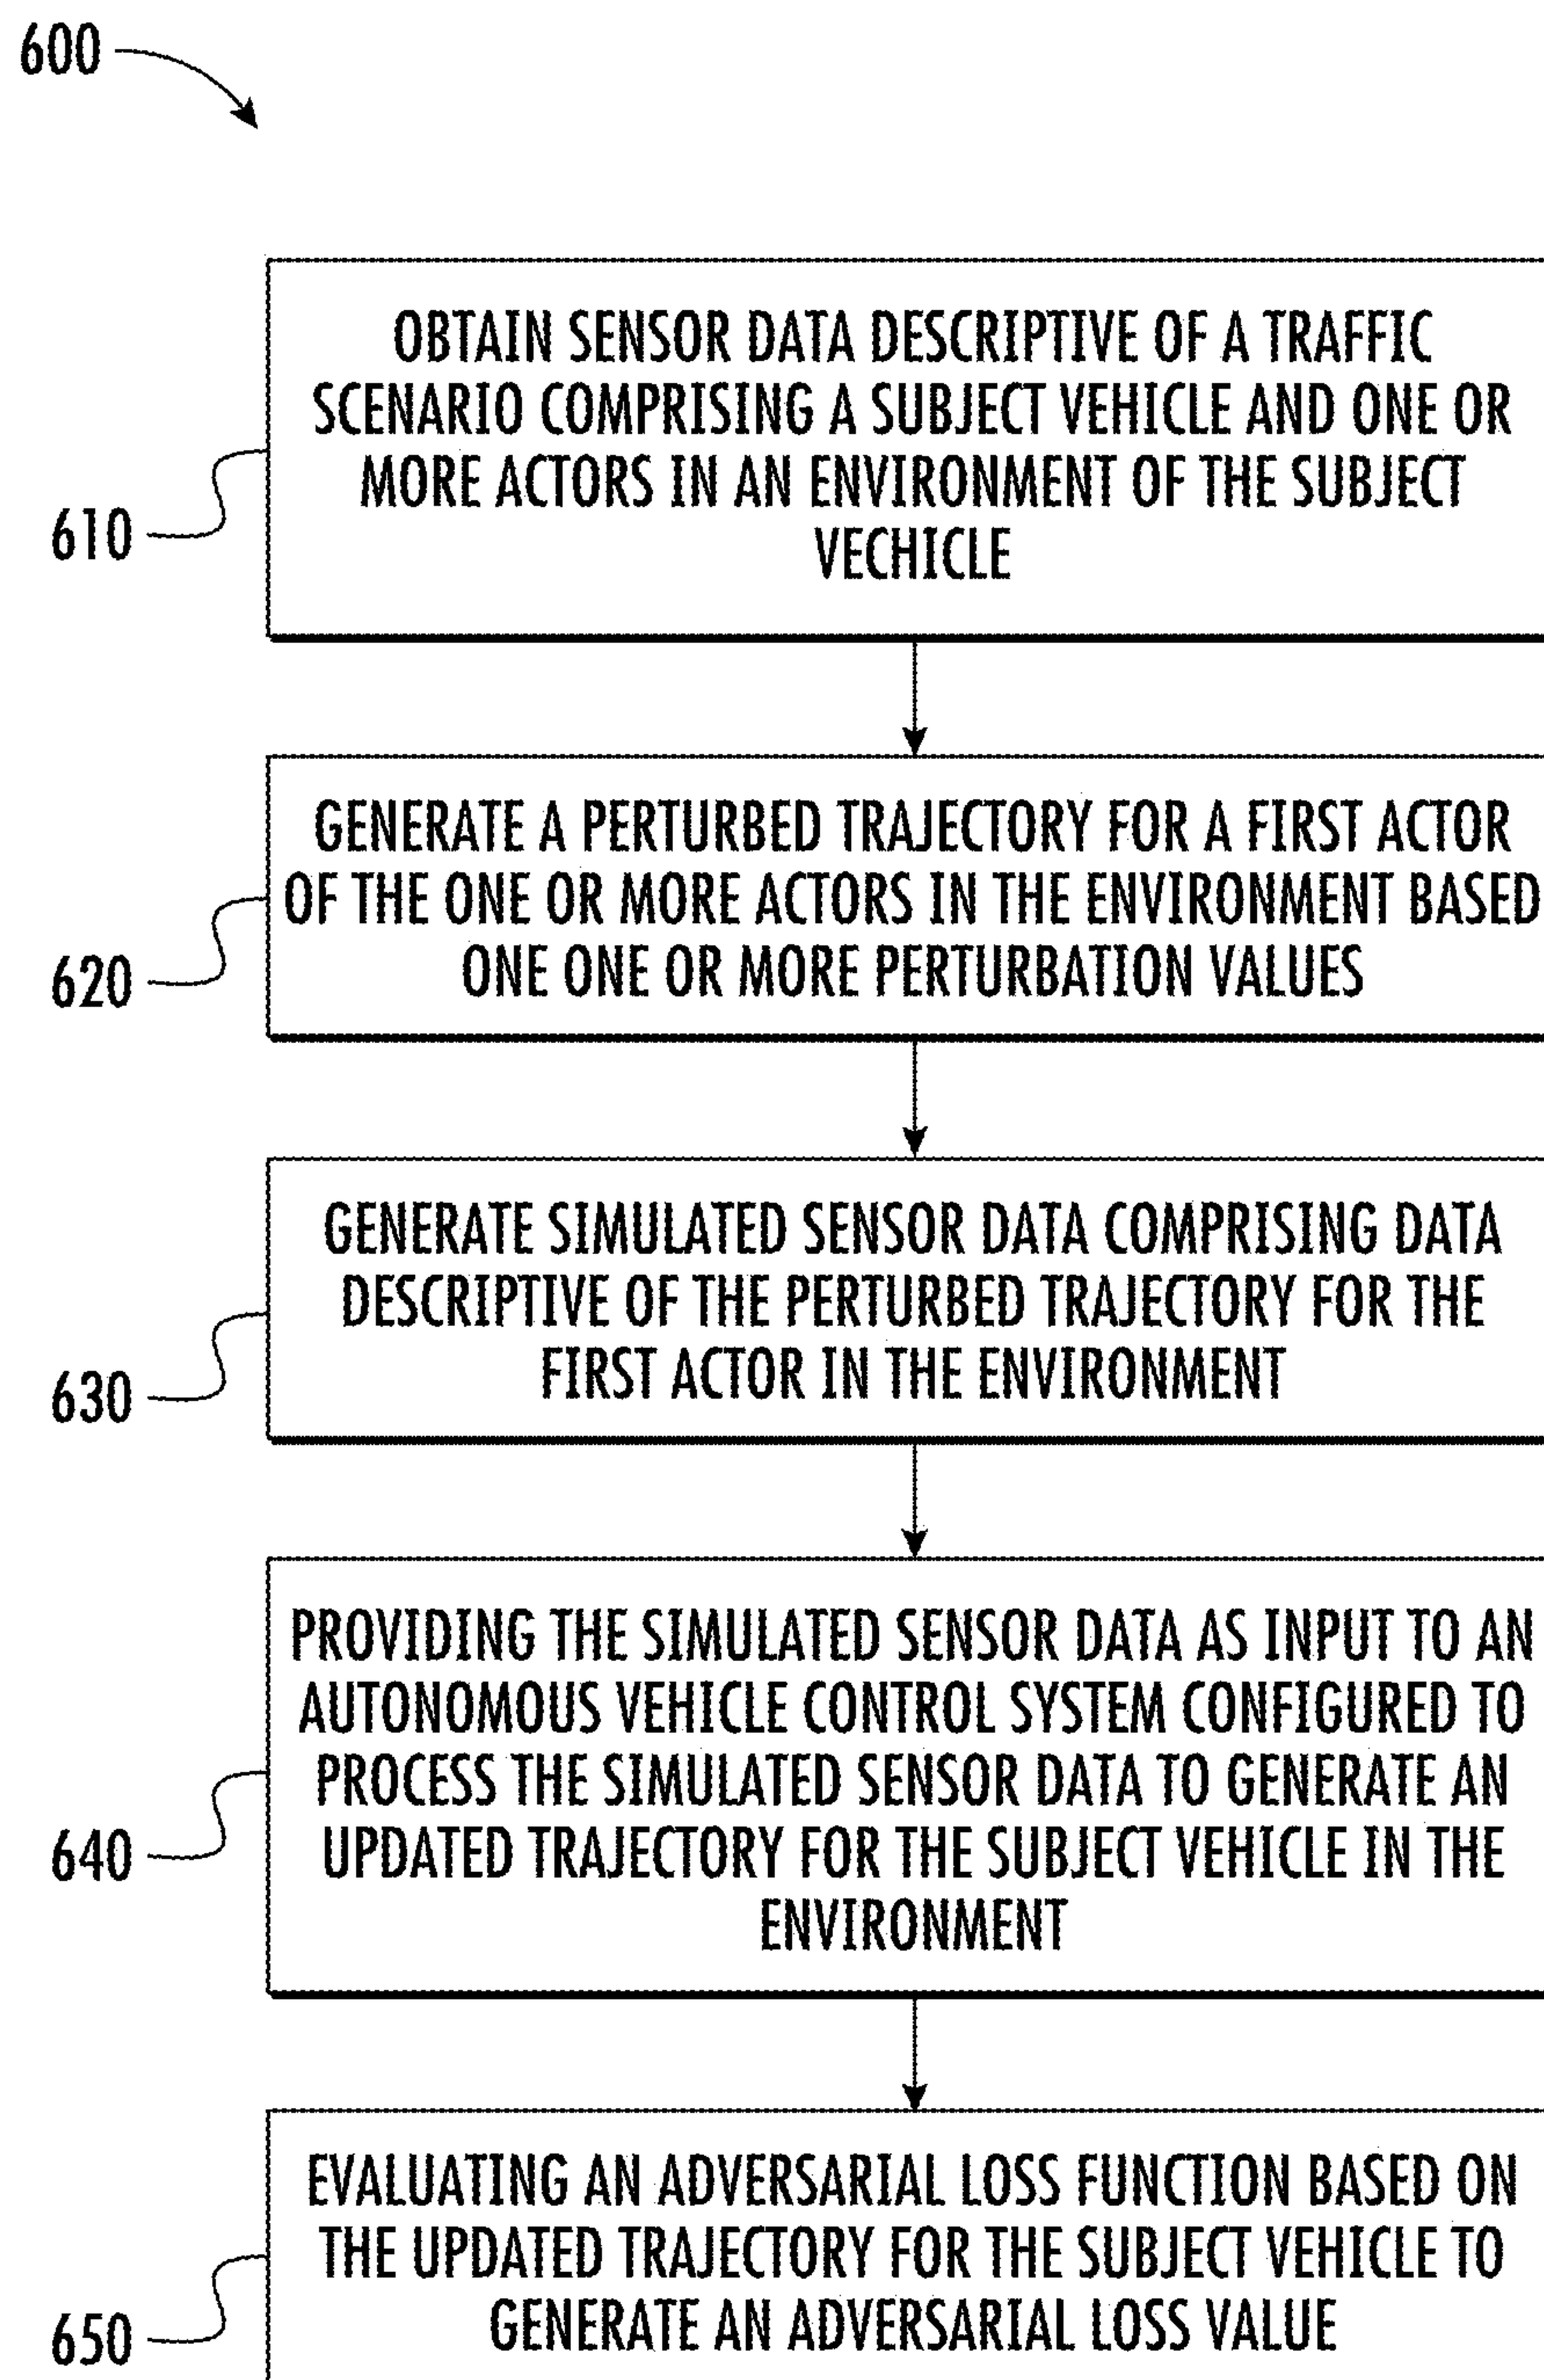 600
OBTAIN SENSOR DATA DESCRIPTIVE OF A TRAFFIC
SCENARIO COMPRISING A SUBJECT VEHICLE AND ONE OR
MORE ACTORS IN AN ENVIRONMENT OF THE SUBJECT
VECHICLE
610
GENERATE A PERTURBED TRAJECTORY FOR A FIRST ACTOR
OF THE ONE OR MORE ACTORS IN THE ENVIRONMENT BASED
ONE ONE OR MORE PERTURBATION VALUES
620
GENERATE SIMULATED SENSOR DATA COMPRISING DATA
DESCRIPTIVE OF THE PERTURBED TRAJECTORY FOR THE
FIRST ACTOR IN THE ENVIRONMENT
630
PROVIDING THE SIMULATED SENSOR DATA AS INPUT TO AN
AUTONOMOUS VEHICLE CONTROL SYSTEM CONFIGURED TO
PROCESS THE SIMULATED SENSOR DATA TO GENERATE AN
UPDATED TRAJECTORY FOR THE SUBJECT VEHICLE IN THE
ENVIRONMENT
640
EVALUATING AN ADVERSARIAL LOSS FUNCTION BASED ON
THE UPDATED TRAJECTORY FOR THE SUBJECT VEHICLE TO
GENERATE AN ADVERSARIAL LOSS VALUE
650